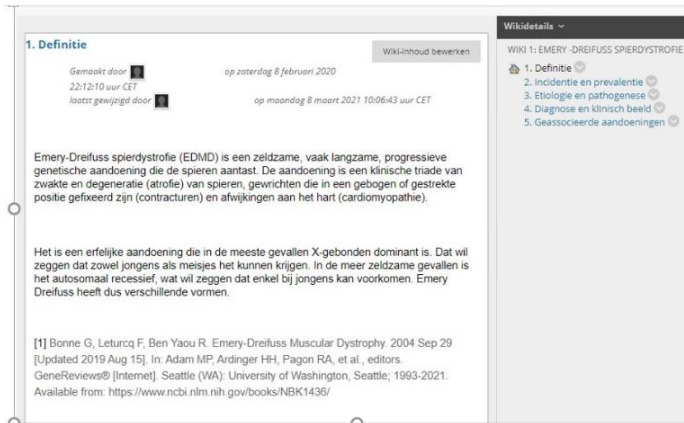 1. Definitie
Wiki-inhoud bewerken
Gemaakt door op zaterdag 8 februari 2020
22:12:10 uur CET
laatst gewijzigd door op maandag 8 maart 2021 10:06:43 uur CET
Emery-Dreifuss spierdystrofie (EDMD) is een zeldzame, vaak langzame, progressieve
genetische aandoening die de spieren aantast. De aandoening is een klinische triade van
zwakte en degeneratie (atrofie) van spieren, gewrichten die in een gebogen of gestrekte
positie gefixeerd zijn (contracturen) en afwijkingen aan het hart (cardiomyopathie).
Het is een erfelijke aandoening die in de meeste gevallen X-gebonden dominant is. Dat wil
zeggen dat zowel jongens als meisjes het kunnen krijgen. In de meer zeldzame gevallen is
het autosomaal recessief, wat wil zeggen dat enkel bij jongens kan voorkomen. Emery
Dreifuss heeft dus verschillende vormen.
[1] Bonne G, Leturcq F, Ben Yaou R. Emery-Dreifuss Muscular Dystrophy. 2004 Sep 29
[Updated 2019 Aug 15]. In: Adam MP, Ardinger HH, Pagon RA, et al., editors.
GeneReviews® [Internet]. Seattle (WA): University of Washington, Seattle; 1993-2021.
Available from: https://www.ncbi.nlm.nih.gov/books/NBK1436/
Wikidetails
WIKI 1: EMERY -DREIFUSS SPIERDYSTROFIE
1. Definitie
2. Incidentie en prevalentie
3. Etiologie en pathogenese
4. Diagnose en klinisch beeld
5. Geassocieerde aandoeningen